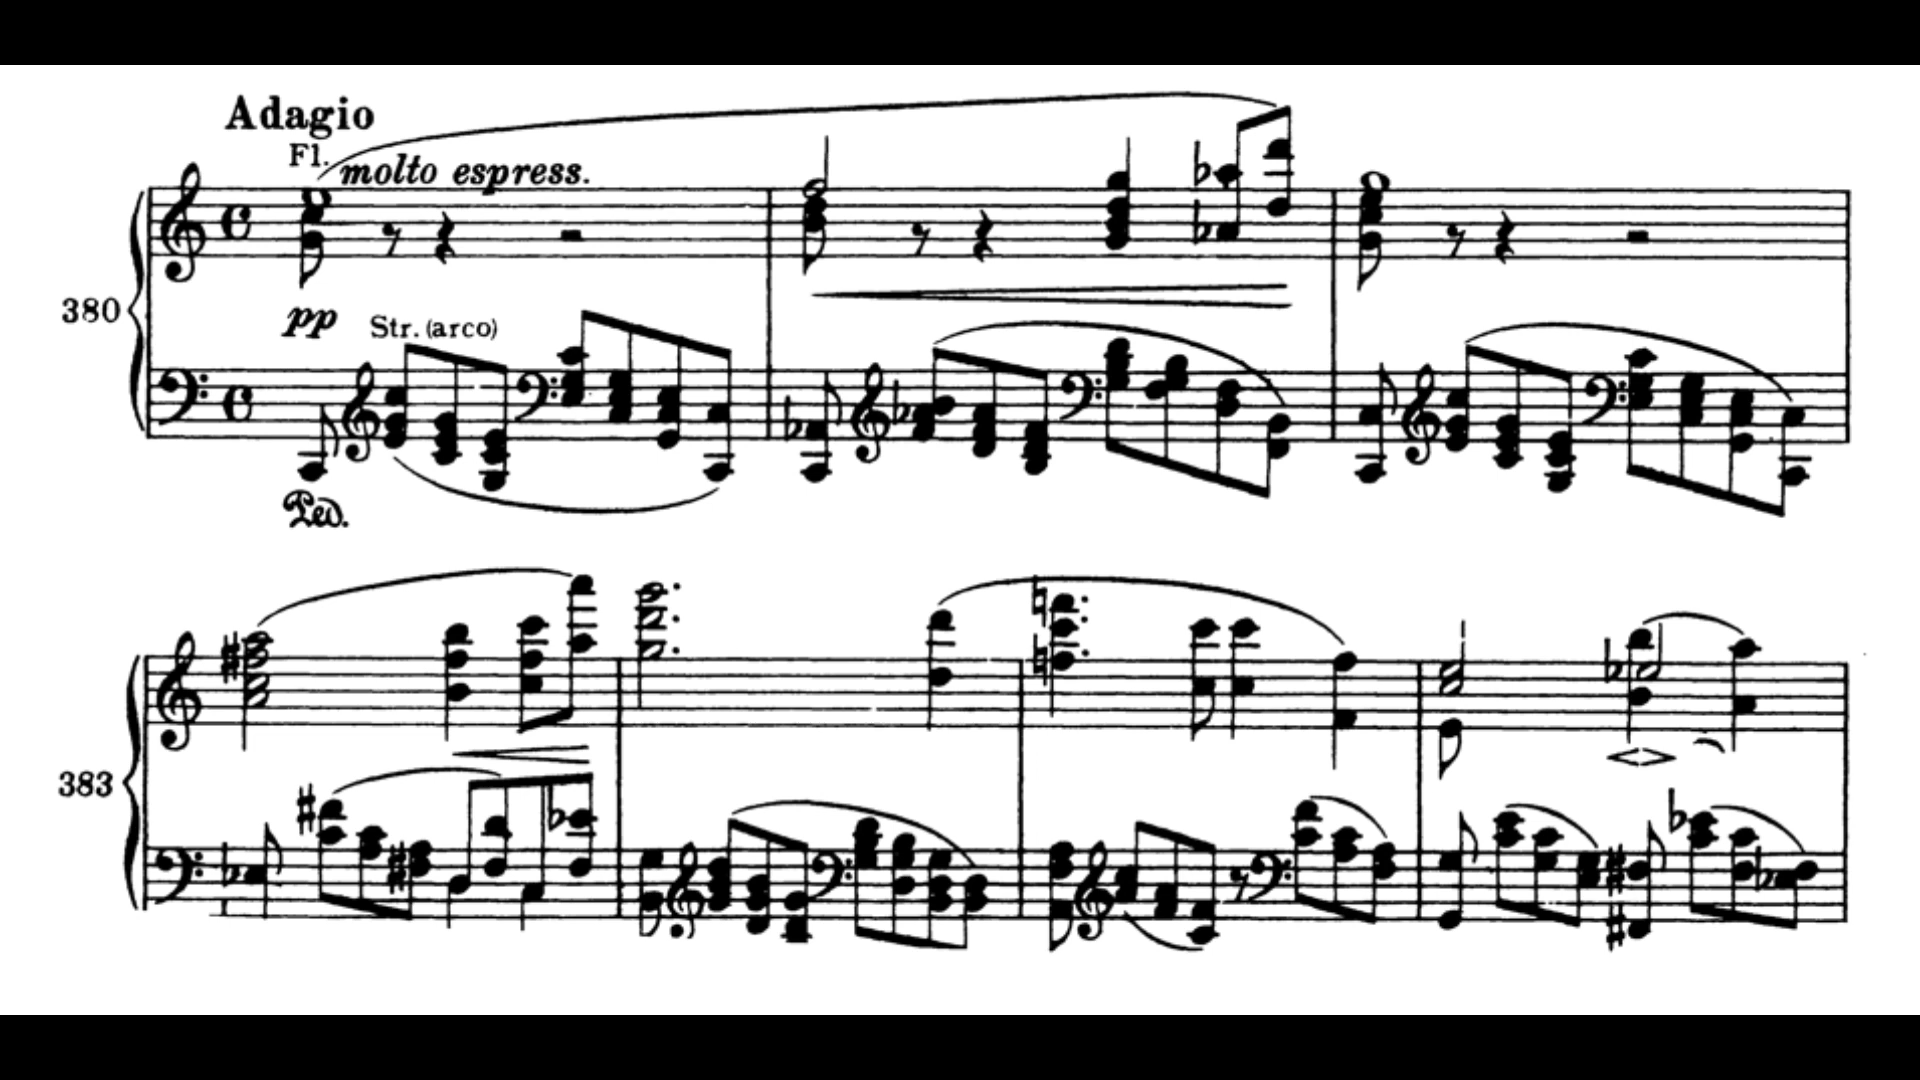 Adagio
Fl.
molto espress.
380
pp
Str. (arco)
Ped.
383